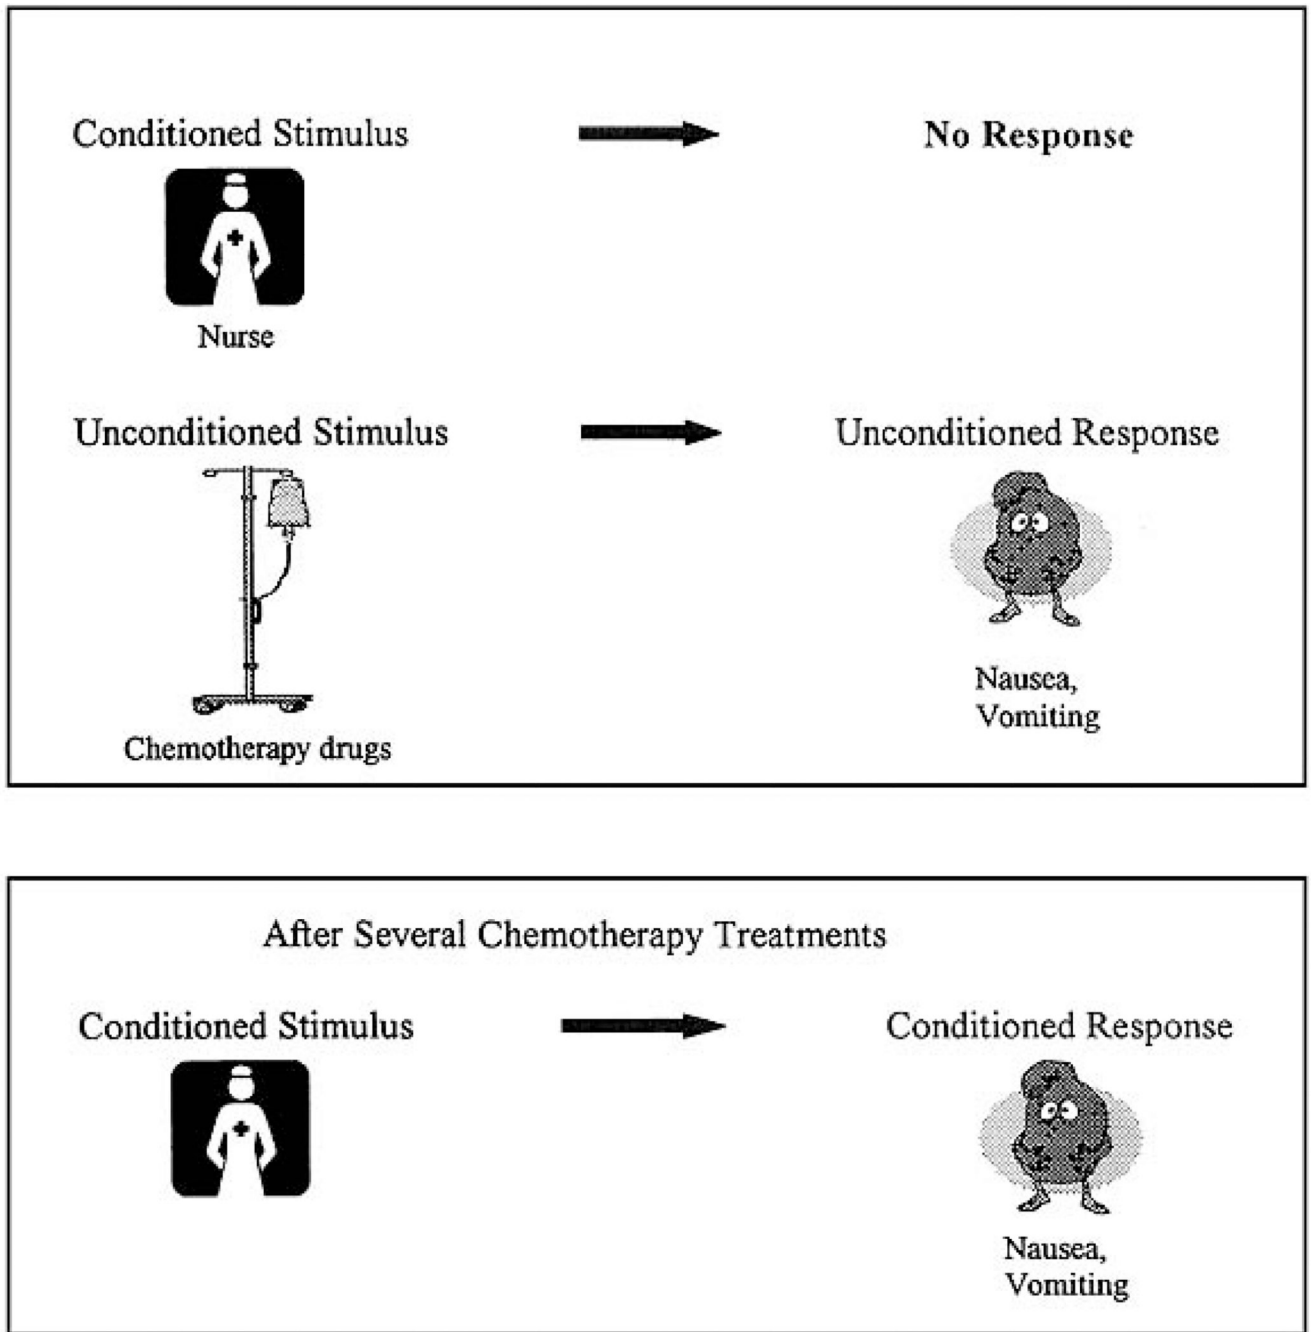 Conditioned Stimulus
No Response
Nurse
Unconditioned Stimulus
Unconditioned Response
Nausea,
Vomiting
Chemotherapy drugs
After Several Chemotherapy Treatments
Conditioned Stimulus
Conditioned Response
Nausea,
Vomiting